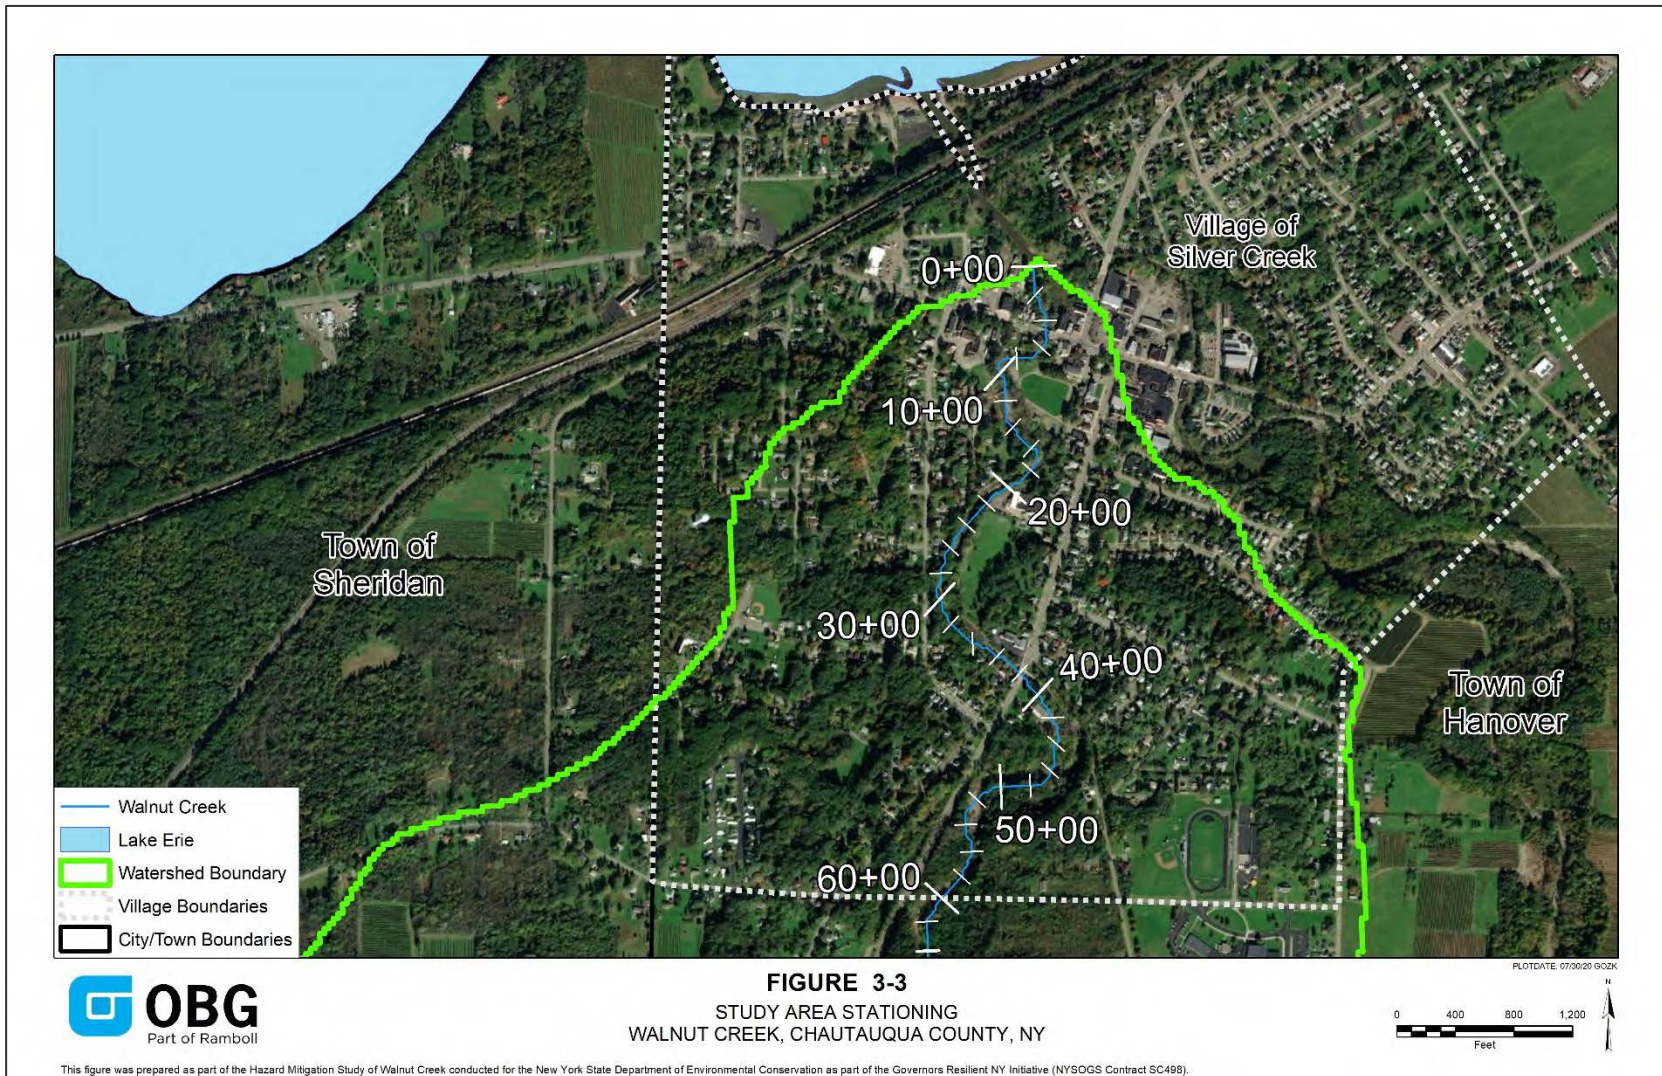 Village of
Silver Creek
0+00
10+00
20+00
Town of
Sheridan
30+00
40+00
Town of
Hanover
50+00
60+00
Walnut Creek
Lake Erie
Watershed Boundary
Village Boundaries
City/Town Boundaries
PLOTDATE: 07/30/20 GOZK
OBG
Part of Ramboll
FIGURE 3-3
STUDY AREA STATIONING
WALNUT CREEK, CHAUTAUQUA COUNTY, NY
N
0 400 800 1,200
Feet
This figure was prepared as part of the Hazard Mitigation Study of Walnut Creek conducted for the New York State Department of Environmental Conservation as part of the Governors Resilient NY Initiative (NYSOGS Contract SC498).